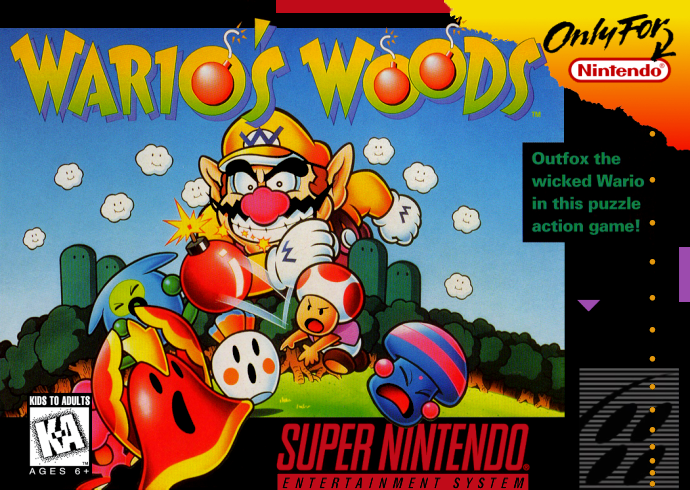 WARIO'S WOODS
TM
Only For
Nintendo®
Outfox the
wicked Wario
in this puzzle
action game!
W
KIDS TO ADULTS
K-A
AGES 6+
SUPER NINTENDO®
ENTERTAINMENT SYSTEM